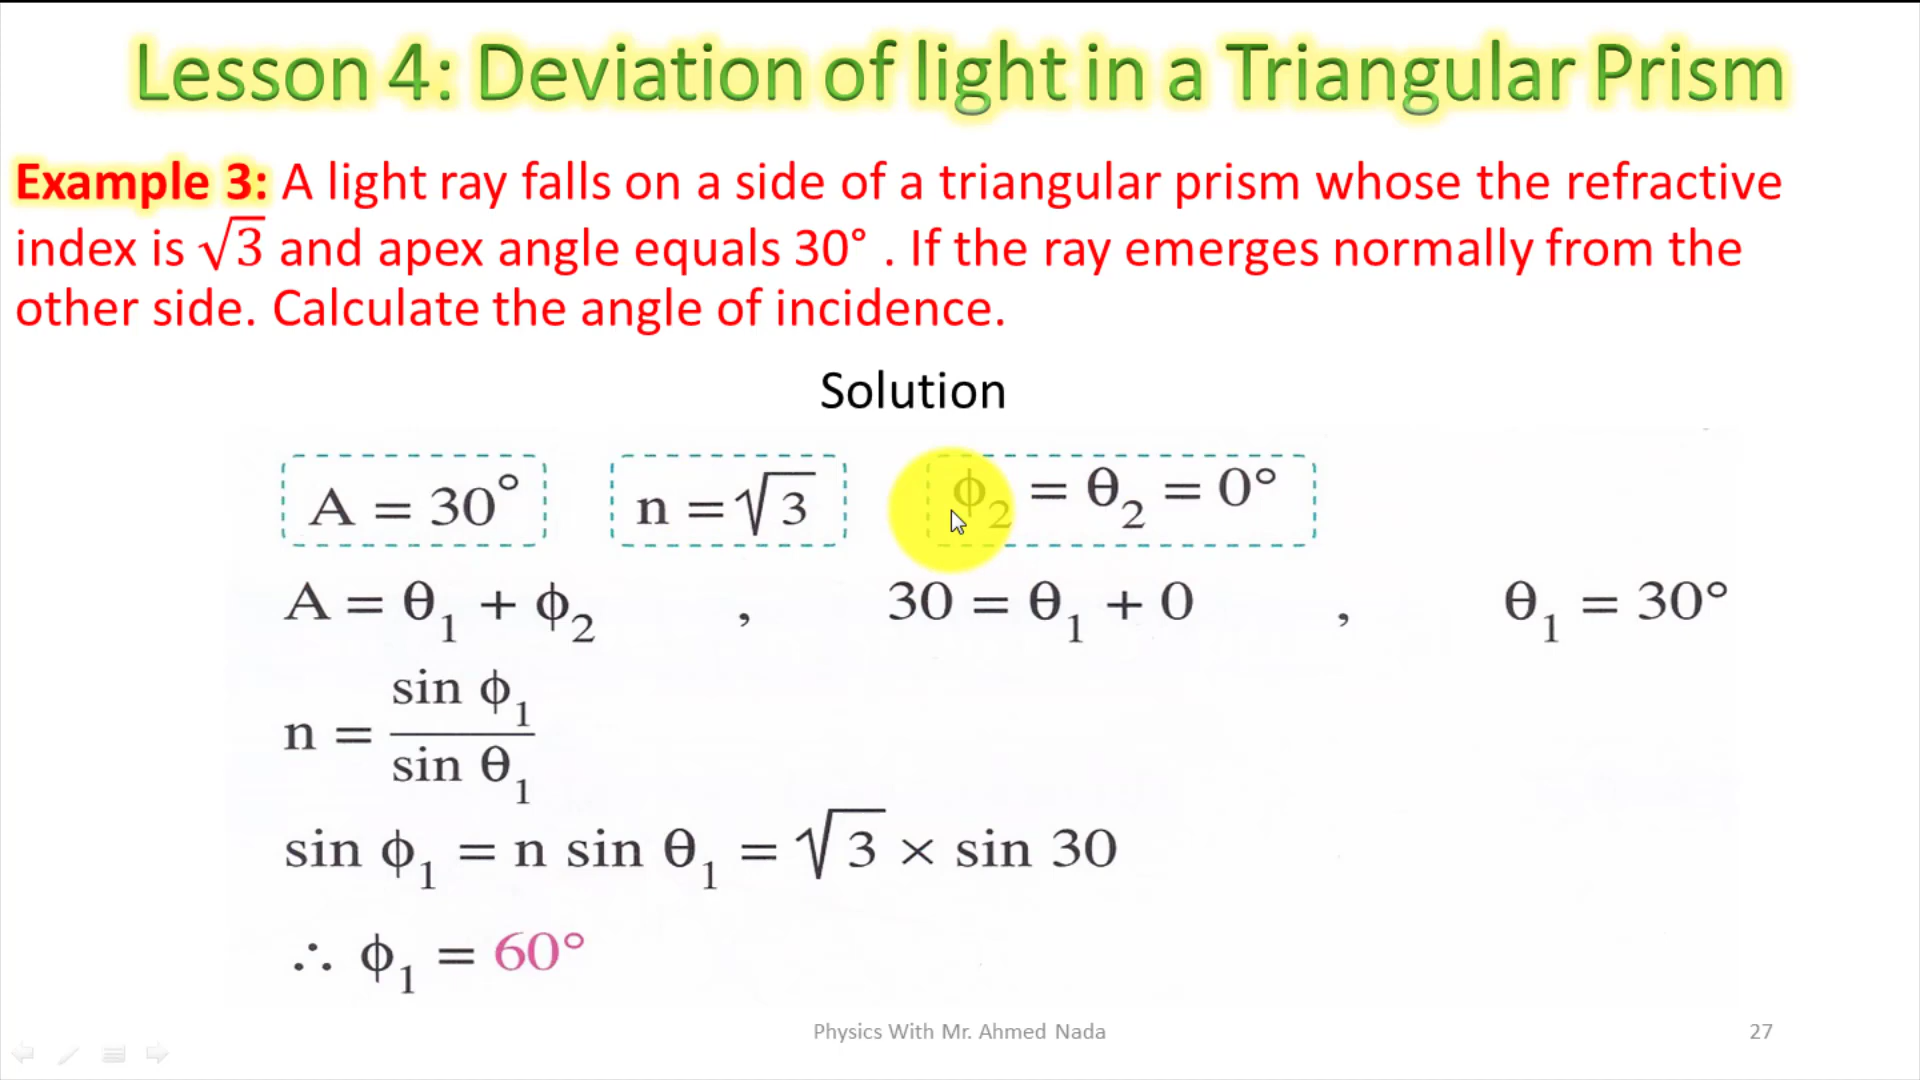 Lesson 4: Deviation of light in a Triangular Prism
Example 3: A light ray falls on a side of a triangular prism whose the refractive
index is √3 and apex angle equals 30° . If the ray emerges normally from the
other side. Calculate the angle of incidence.
Solution
A = 30° n = √3 ϕ₂ = θ₂ = 0°
A = θ₁ + ϕ₂ , 30 = θ₁ + 0 , θ₁ = 30°
n = sin ϕ₁ / sin θ₁
sin ϕ₁ = n sin θ₁ = √3 × sin 30
∴ ϕ₁ = 60°
Physics With Mr. Ahmed Nada 27